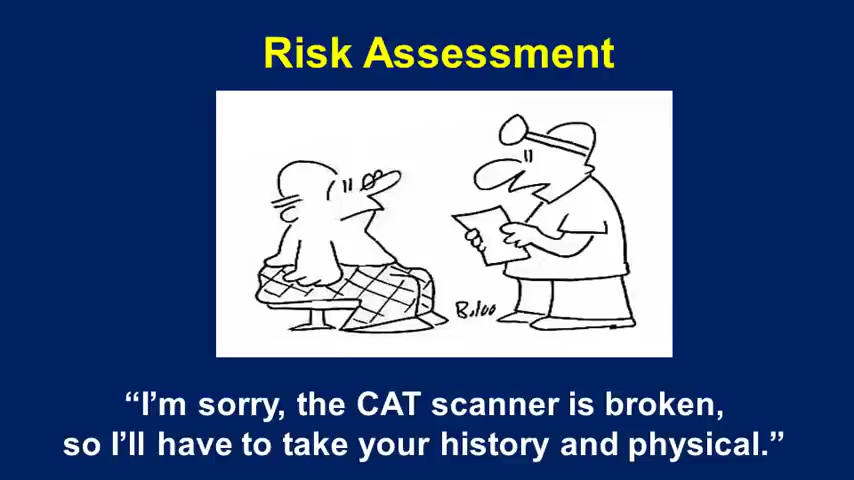 Risk Assessment
“I’m sorry, the CAT scanner is broken,
so I’ll have to take your history and physical.”